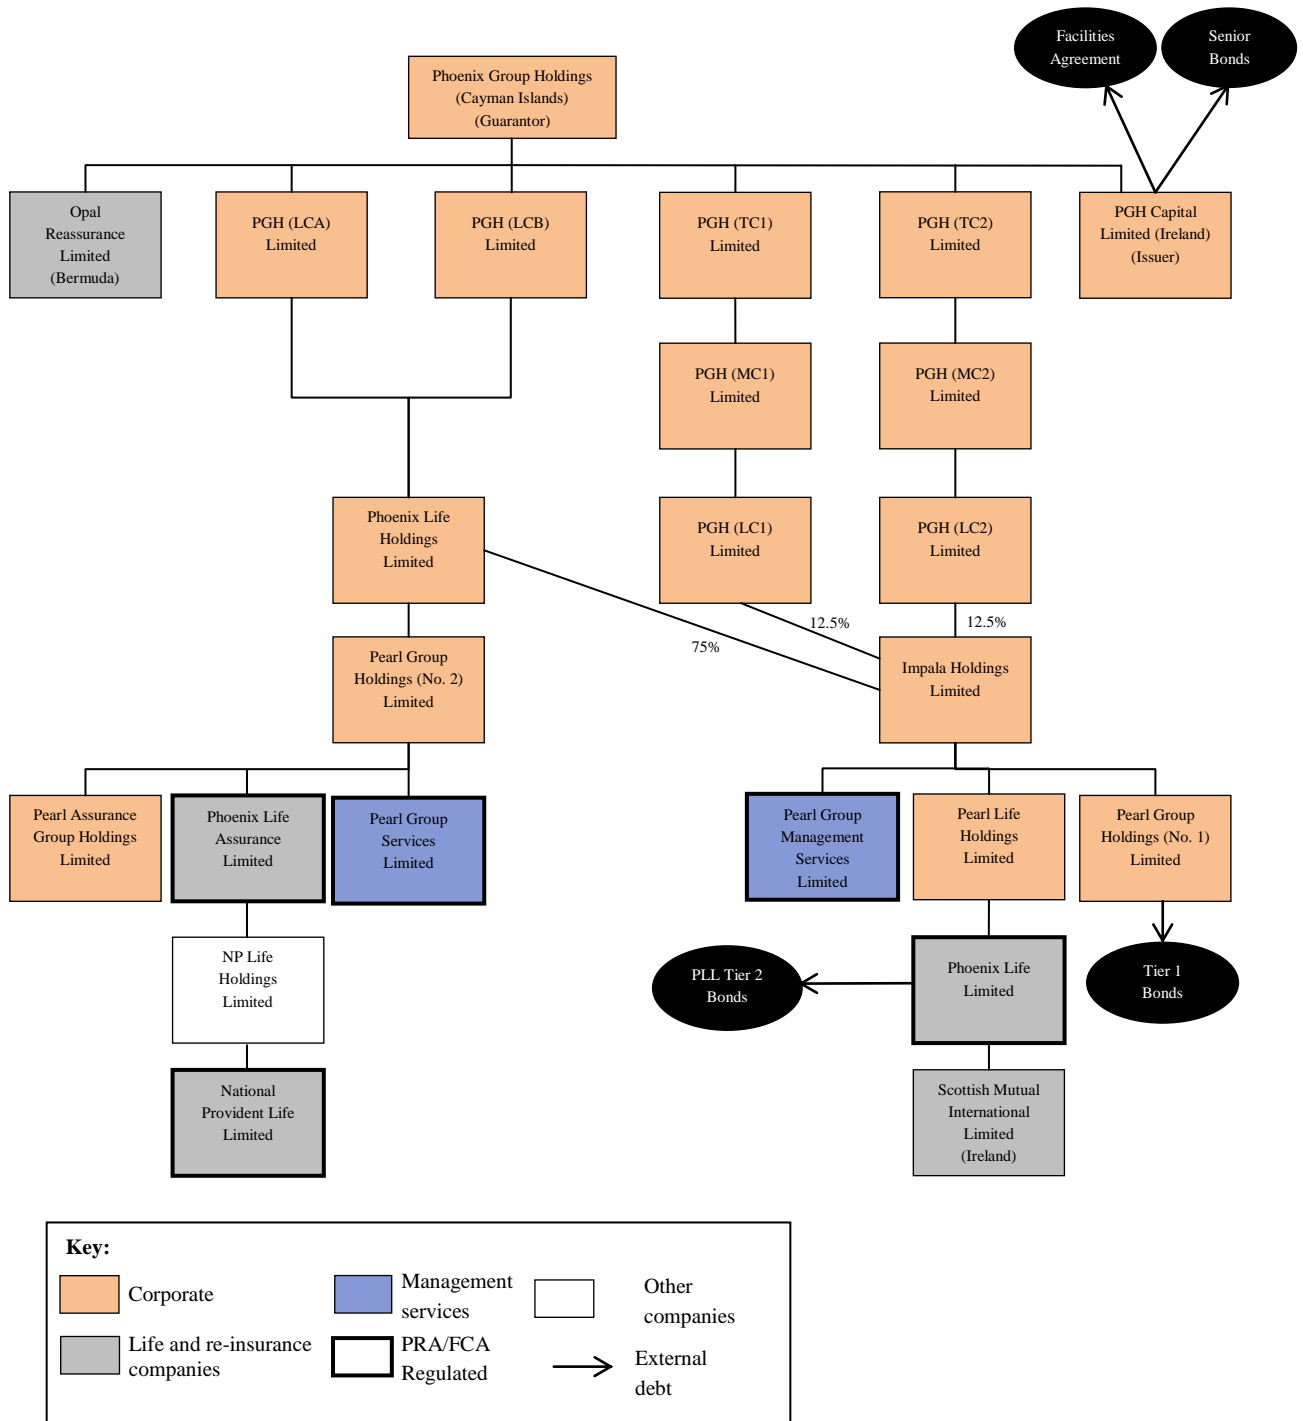 Facilities
Agreement
Senior
Bonds
Phoenix Group Holdings
(Cayman Islands)
(Guarantor)
Opal
Reassurance
Limited
(Bermuda)
PGH (LCA)
Limited
PGH (LCB)
Limited
PGH (TC1)
Limited
PGH (TC2)
Limited
PGH Capital
Limited (Ireland)
(Issuer)
PGH (MC1)
Limited
PGH (MC2)
Limited
Phoenix Life
Holdings
Limited
PGH (LC1)
Limited
PGH (LC2)
Limited
12.5%
12.5%
75%
Pearl Group
Holdings (No. 2)
Limited
Impala Holdings
Limited
Pearl Assurance
Group Holdings
Limited
Phoenix Life
Assurance
Limited
Pearl Group
Services
Limited
Pearl Group
Management
Services
Limited
Pearl Life
Holdings
Limited
Pearl Group
Holdings (No. 1)
Limited
NP Life
Holdings
Limited
PLL Tier 2
Bonds
Phoenix Life
Limited
Tier 1
Bonds
National
Provident Life
Limited
Scottish Mutual
International
Limited
(Ireland)
Key:
Corporate
Management
services
Other
companies
Life and re-insurance
companies
PRA/FCA
Regulated
External
debt